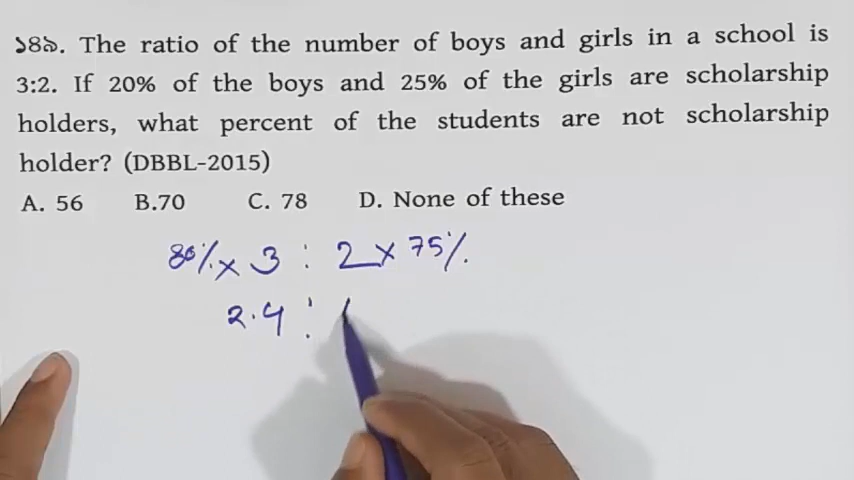 ১৪৯. The ratio of the number of boys and girls in a school is
3:2. If 20% of the boys and 25% of the girls are scholarship
holders, what percent of the students are not scholarship
holder? (DBBL-2015)
A. 56 B.70 C. 78 D. None of these
80% × 3 : 2 × 75%.
2.4 :